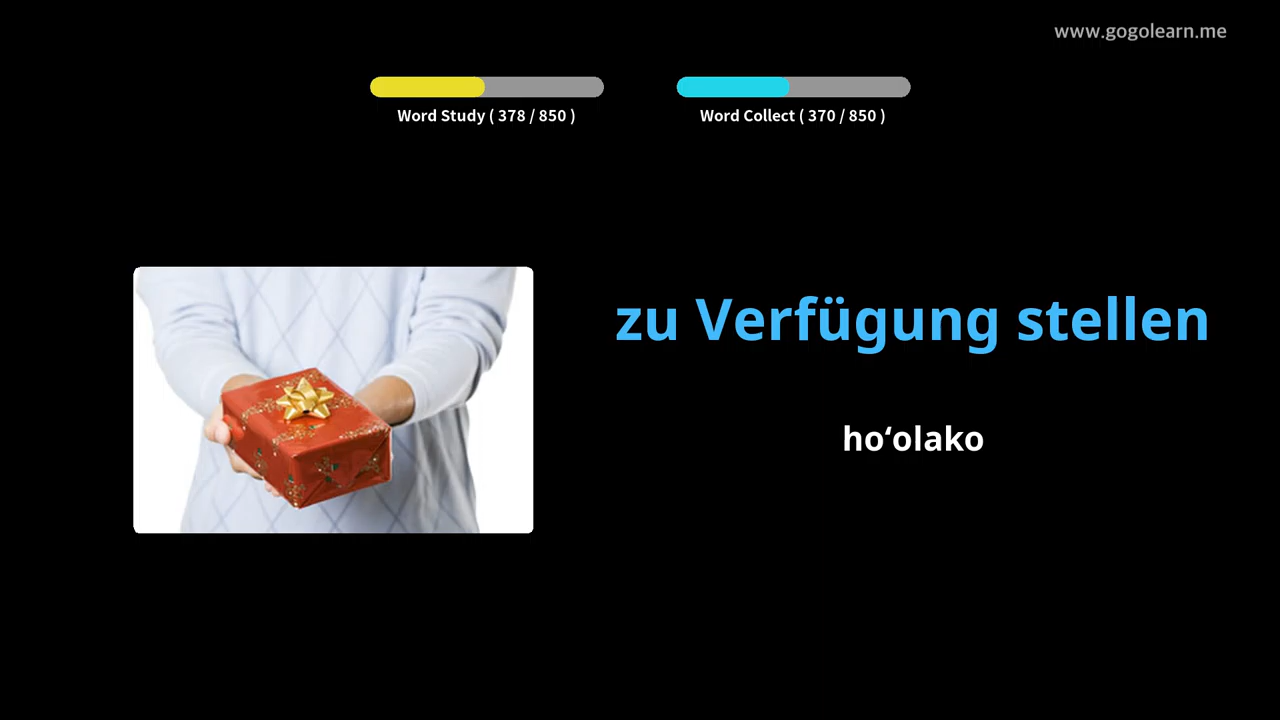 www.gogolearn.me
Word Study ( 378 / 850 )
Word Collect ( 370 / 850 )
zu Verfügung stellen
hoʻolako